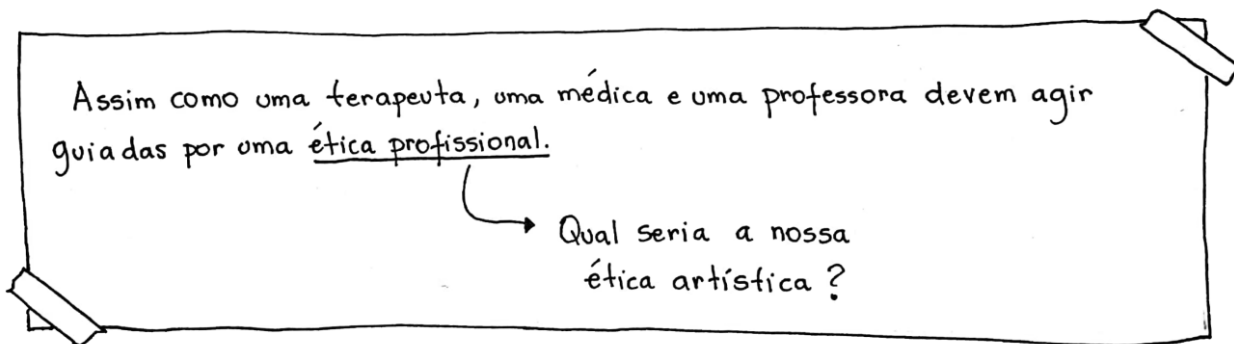 Assim como uma terapeuta, uma médica e uma professora devem agir
guiadas por uma ética profissional.
Qual seria a nossa
ética artística ?